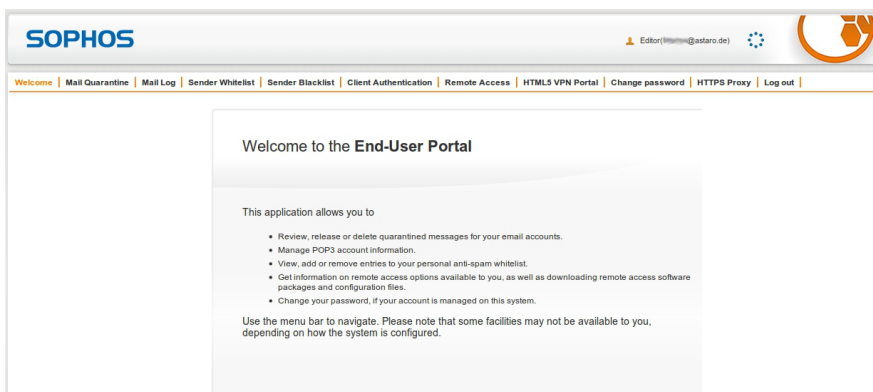 SOPHOS
Editor( @astaro.de)
Welcome | Mail Quarantine | Mail Log | Sender Whitelist | Sender Blacklist | Client Authentication | Remote Access | HTML5 VPN Portal | Change password | HTTPS Proxy | Log out |
Welcome to the End-User Portal
This application allows you to
• Review, release or delete quarantined messages for your email accounts.
• Manage POP3 account information.
• View, add or remove entries to your personal anti-spam whitelist.
• Get information on remote access options available to you, as well as downloading remote access software
packages and configuration files.
• Change your password, if your account is managed on this system.
Use the menu bar to navigate. Please note that some facilities may not be available to you,
depending on how the system is configured.